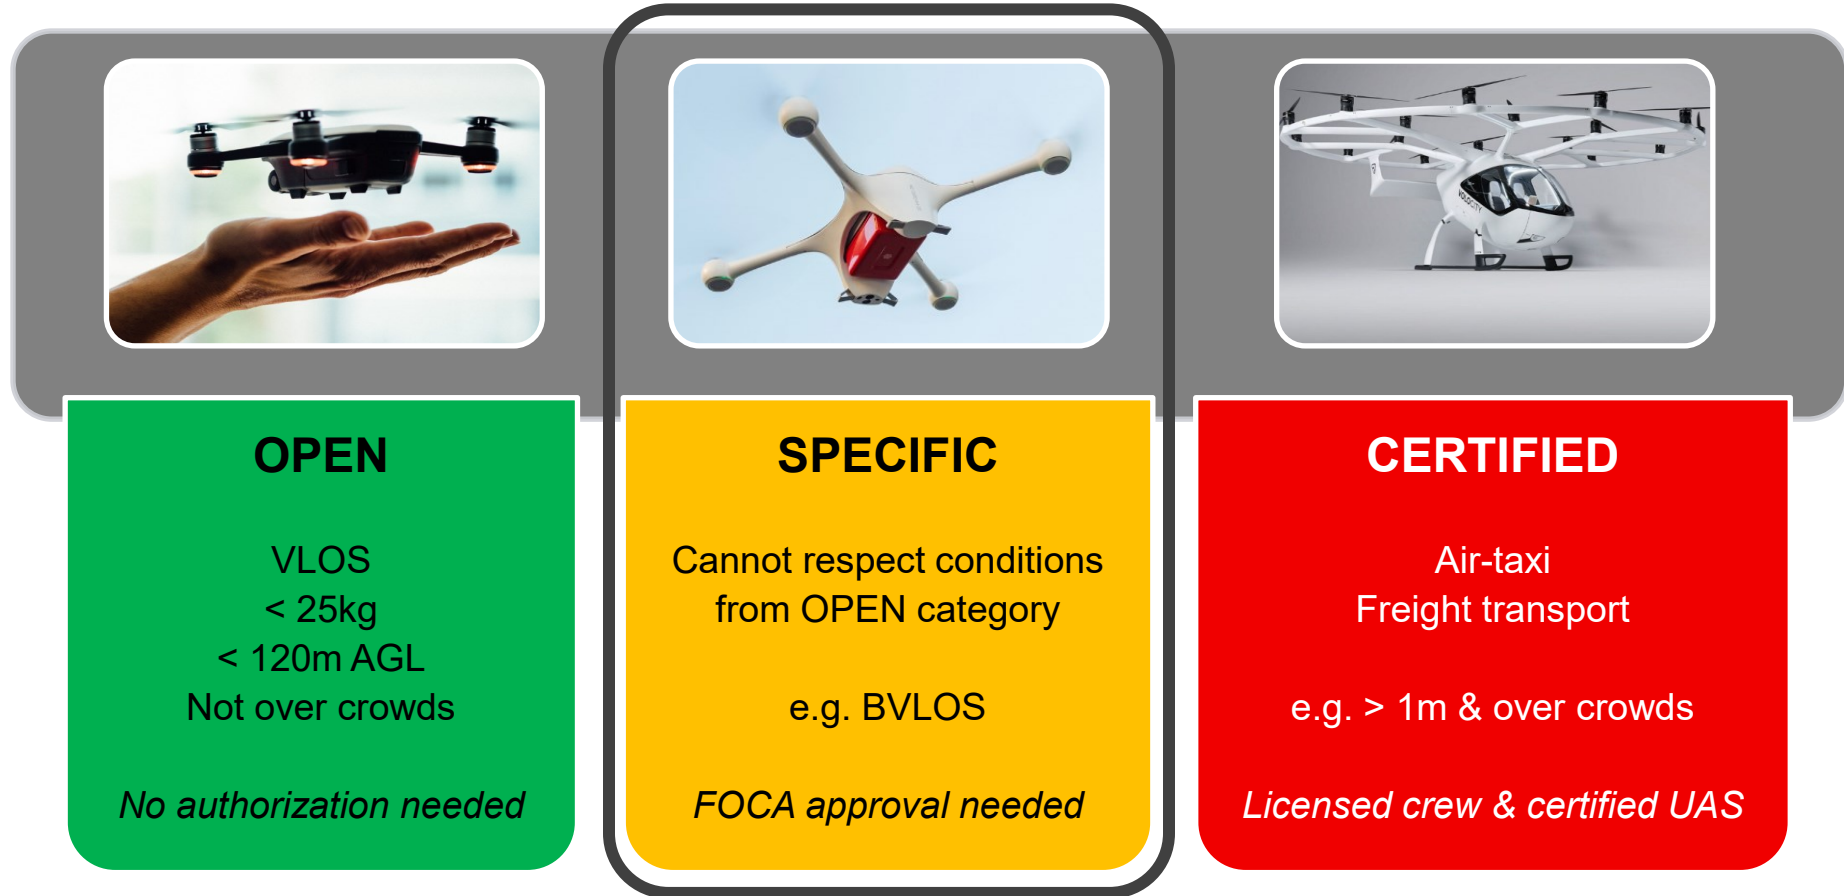 VOLOCITY
OPEN
VLOS
< 25kg
< 120m AGL
Not over crowds
No authorization needed
SPECIFIC
Cannot respect conditions
from OPEN category
e.g. BVLOS
FOCA approval needed
CERTIFIED
Air-taxi
Freight transport
e.g. > 1m & over crowds
Licensed crew & certified UAS